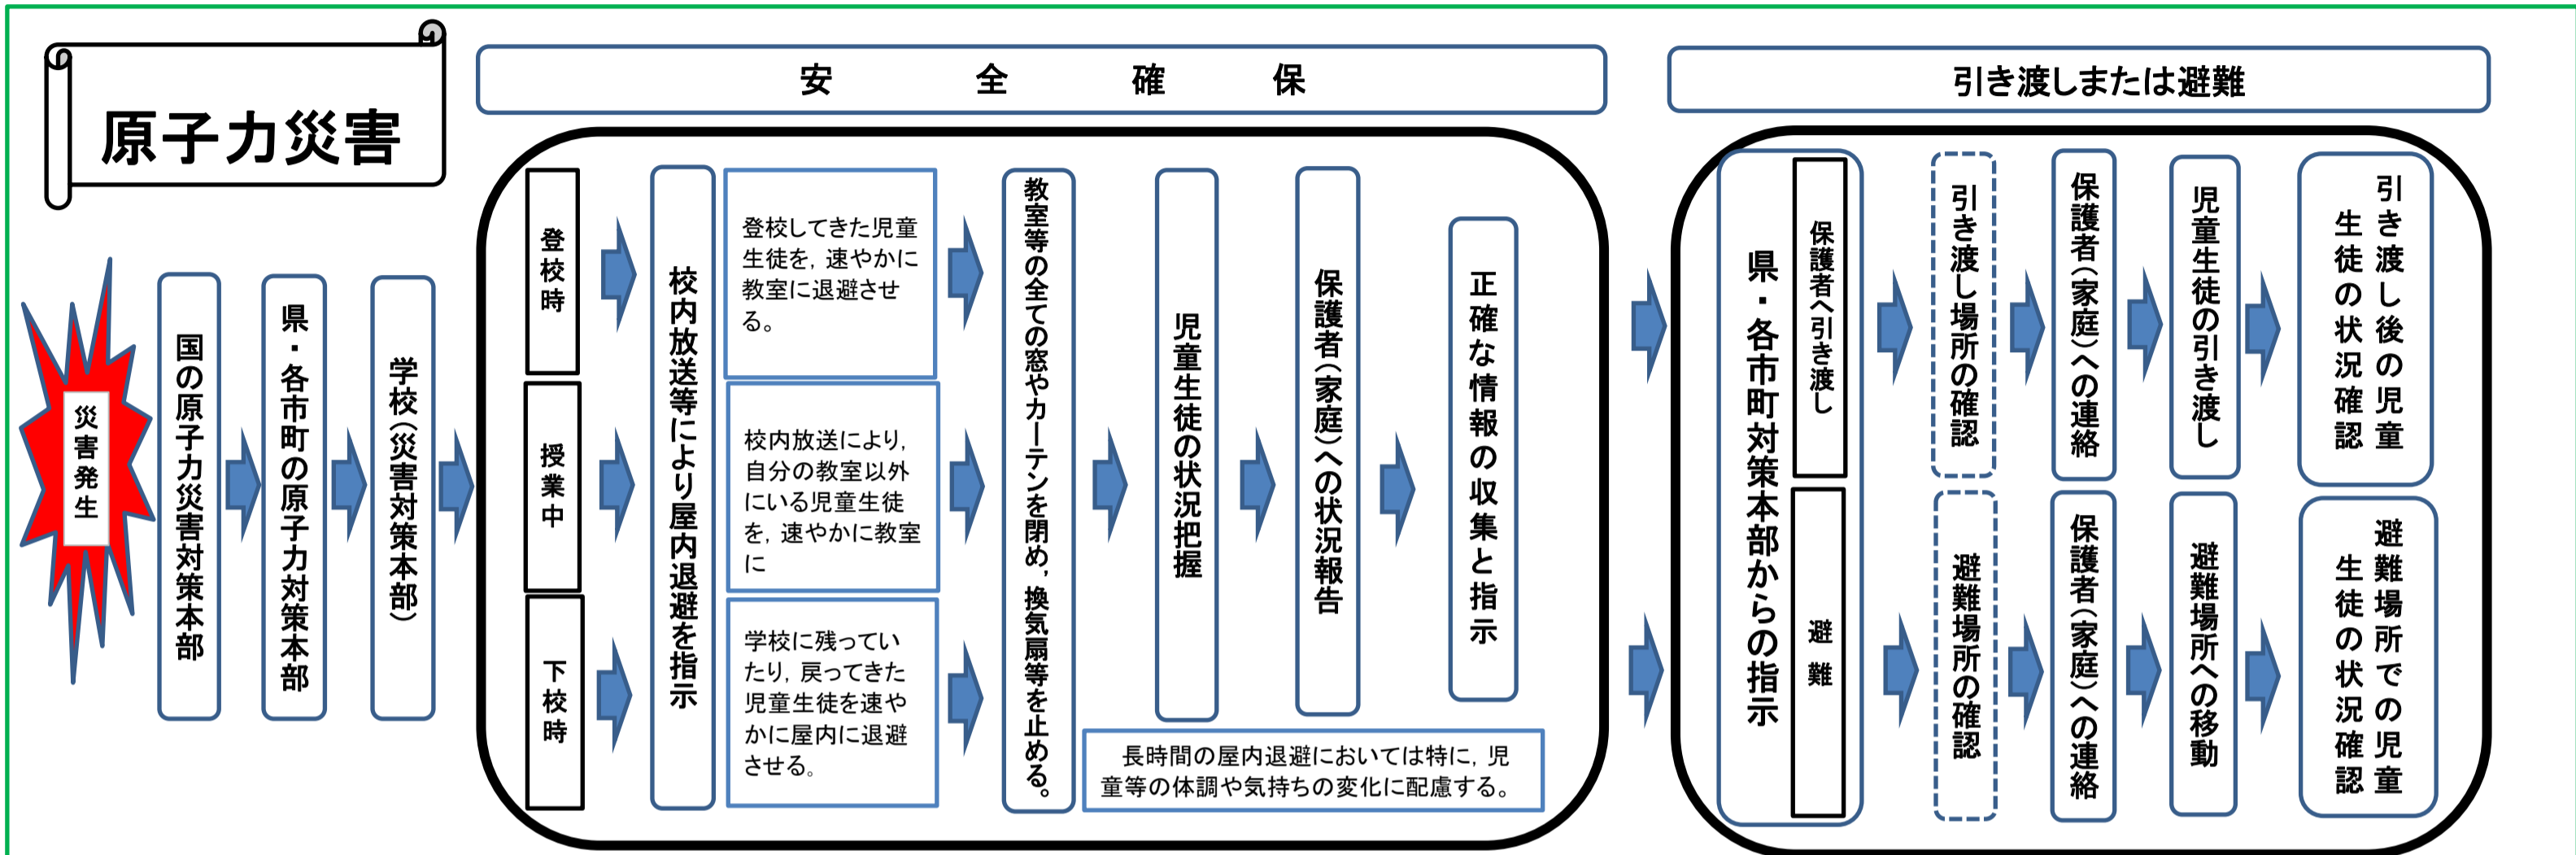 原子力災害
安全確保
引き渡しまたは避難
災害発生
国の原子力災害対策本部
県・各市町の原子力対策本部
学校（災害対策本部）
登校時
授業中
下校時
校内放送等により屋内退避を指示
登校してきた児童
生徒を，速やかに
教室に退避させ
る。
校内放送により，
自分の教室以外
にいる児童生徒
を，速やかに教室
に
学校に残ってい
たり，戻ってきた
児童生徒を速や
かに屋内に退避
させる。
教室等の全ての窓やカーテンを閉め，換気扇等を止める。
児童生徒の状況把握
保護者（家庭）への状況報告
正確な情報の収集と指示
長時間の屋内退避においては特に，児
童等の体調や気持ちの変化に配慮する。
県・各市町対策本部からの指示
保護者へ引き渡し
引き渡し場所の確認
保護者（家庭）への連絡
児童生徒の引き渡し
引き渡し後の児童
生徒の状況確認
避難
避難場所の確認
保護者（家庭）への連絡
避難場所への移動
避難場所での児童
生徒の状況確認